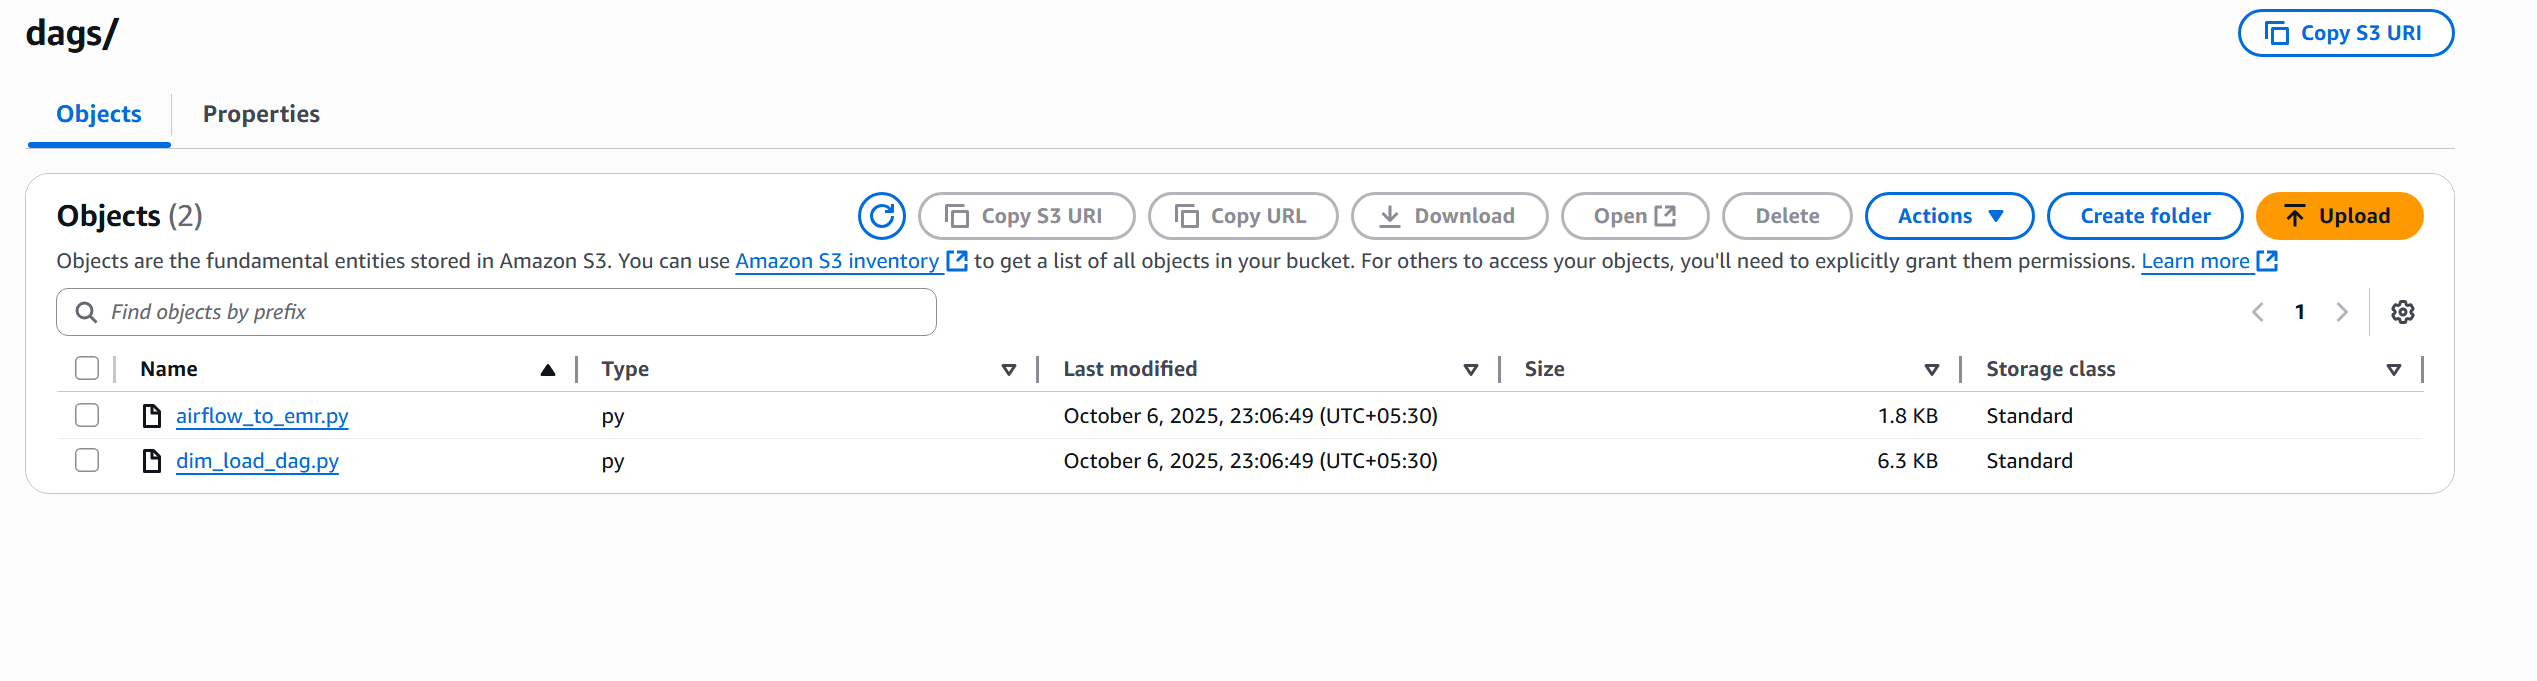 dags/
Copy S3 URI
Objects Properties
Objects (2) Copy S3 URI Copy URL Download Open Delete Actions Create folder Upload
Objects are the fundamental entities stored in Amazon S3. You can use Amazon S3 inventory to get a list of all objects in your bucket. For others to access your objects, you'll need to explicitly grant them permissions. Learn more
Find objects by prefix 1
Name Type Last modified Size Storage class
airflow_to_emr.py py October 6, 2025, 23:06:49 (UTC+05:30) 1.8 KB Standard
dim_load_dag.py py October 6, 2025, 23:06:49 (UTC+05:30) 6.3 KB Standard